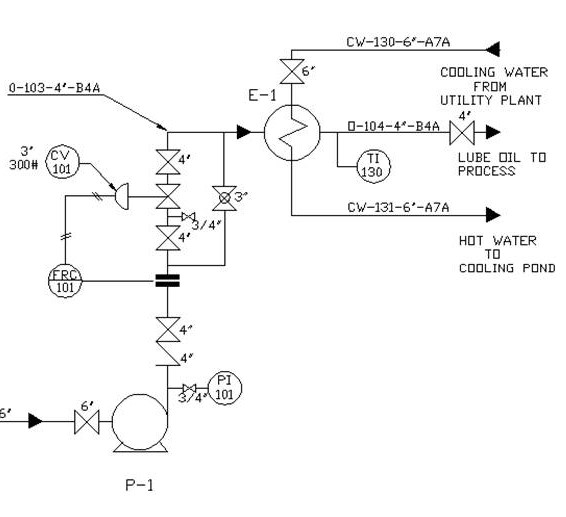 CW-130-6"-A7A
6"
COOLING WATER
FROM
UTILITY PLANT
E-1
O-103-4"-B4A
O-104-4"-B4A
4"
LUBE OIL TO
PROCESS
TI
130
3"
300#
CV
101
4"
3"
3/4"
4"
CW-131-6"-A7A
HOT WATER
TO
COOLING POND
FRC
101
4"
4"
PI
101
3/4"
6"
6"
P-1